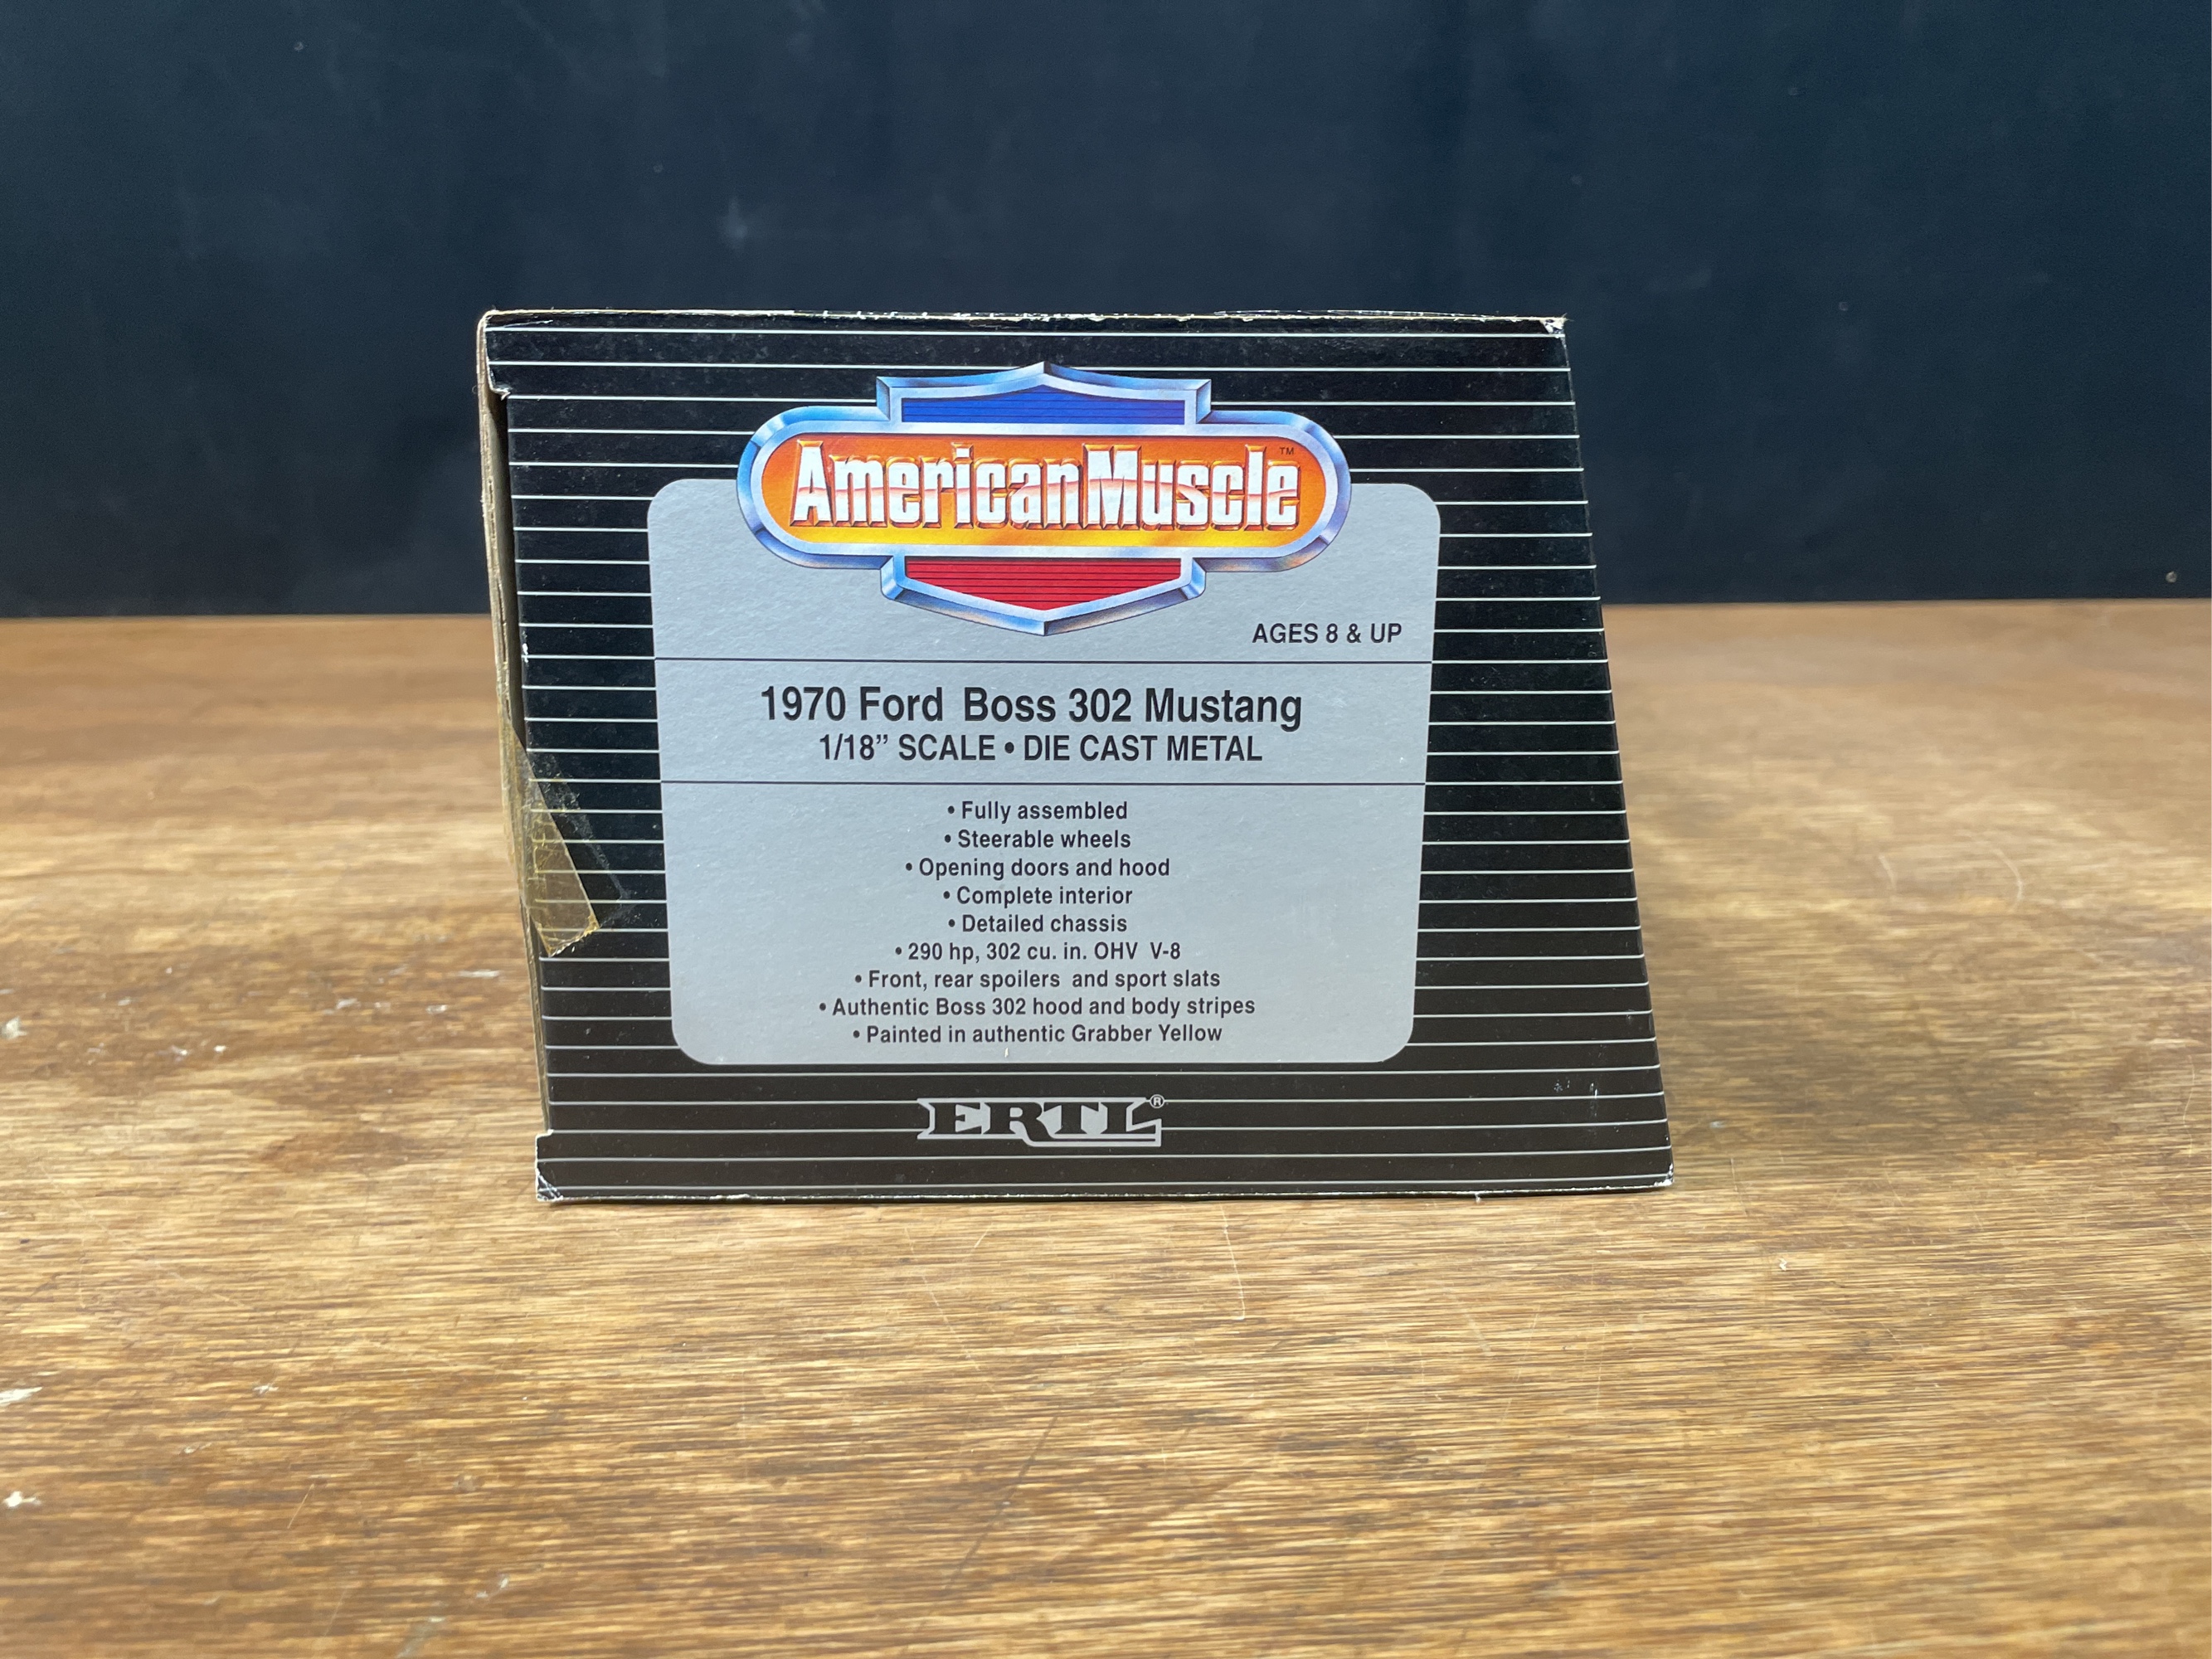 AmericanMuscle™
AGES 8 & UP
1970 Ford Boss 302 Mustang
1/18” SCALE • DIE CAST METAL
• Fully assembled
• Steerable wheels
• Opening doors and hood
• Complete interior
• Detailed chassis
• 290 hp, 302 cu. in. OHV V-8
• Front, rear spoilers and sport slats
• Authentic Boss 302 hood and body stripes
• Painted in authentic Grabber Yellow
ERTL®